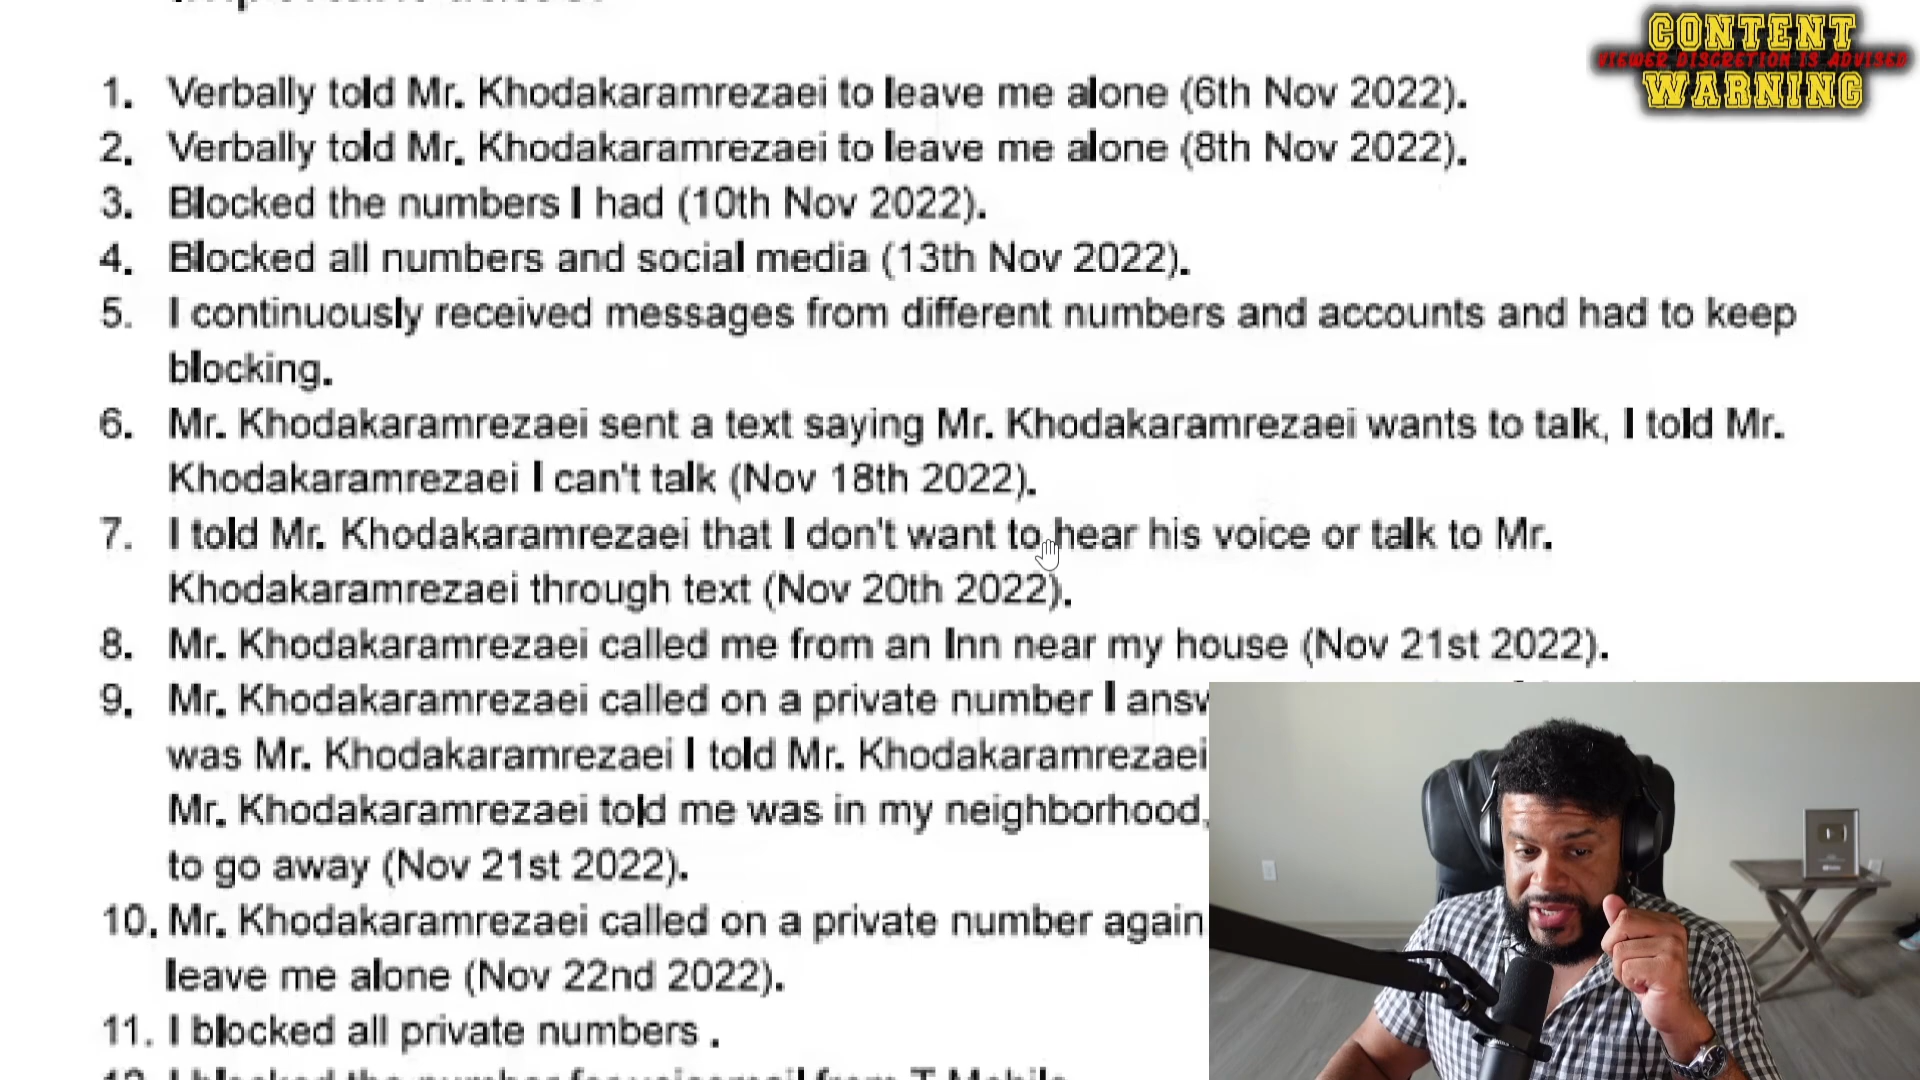 CONTENT
VIEWER DISCRETION IS ADVISED
WARNING
1. Verbally told Mr. Khodakaramrezaei to leave me alone (6th Nov 2022).
2. Verbally told Mr. Khodakaramrezaei to leave me alone (8th Nov 2022).
3. Blocked the numbers I had (10th Nov 2022).
4. Blocked all numbers and social media (13th Nov 2022).
5. I continuously received messages from different numbers and accounts and had to keep
blocking.
6. Mr. Khodakaramrezaei sent a text saying Mr. Khodakaramrezaei wants to talk, I told Mr.
Khodakaramrezaei I can't talk (Nov 18th 2022).
7. I told Mr. Khodakaramrezaei that I don't want to hear his voice or talk to Mr.
Khodakaramrezaei through text (Nov 20th 2022).
8. Mr. Khodakaramrezaei called me from an Inn near my house (Nov 21st 2022).
9. Mr. Khodakaramrezaei called on a private number I
was Mr. Khodakaramrezaei I told Mr. Khodakaramrezaei
Mr. Khodakaramrezaei told me was in my neighborhood,
to go away (Nov 21st 2022).
10. Mr. Khodakaramrezaei called on a private number again
leave me alone (Nov 22nd 2022).
11. I blocked all private numbers .